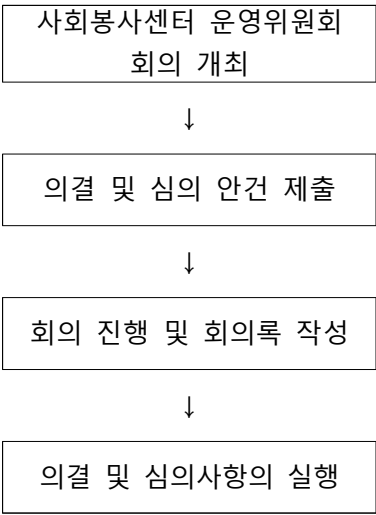 사회봉사센터 운영위원회
회의 개최
↓
의결 및 심의 안건 제출
↓
회의 진행 및 회의록 작성
↓
의결 및 심의사항의 실행